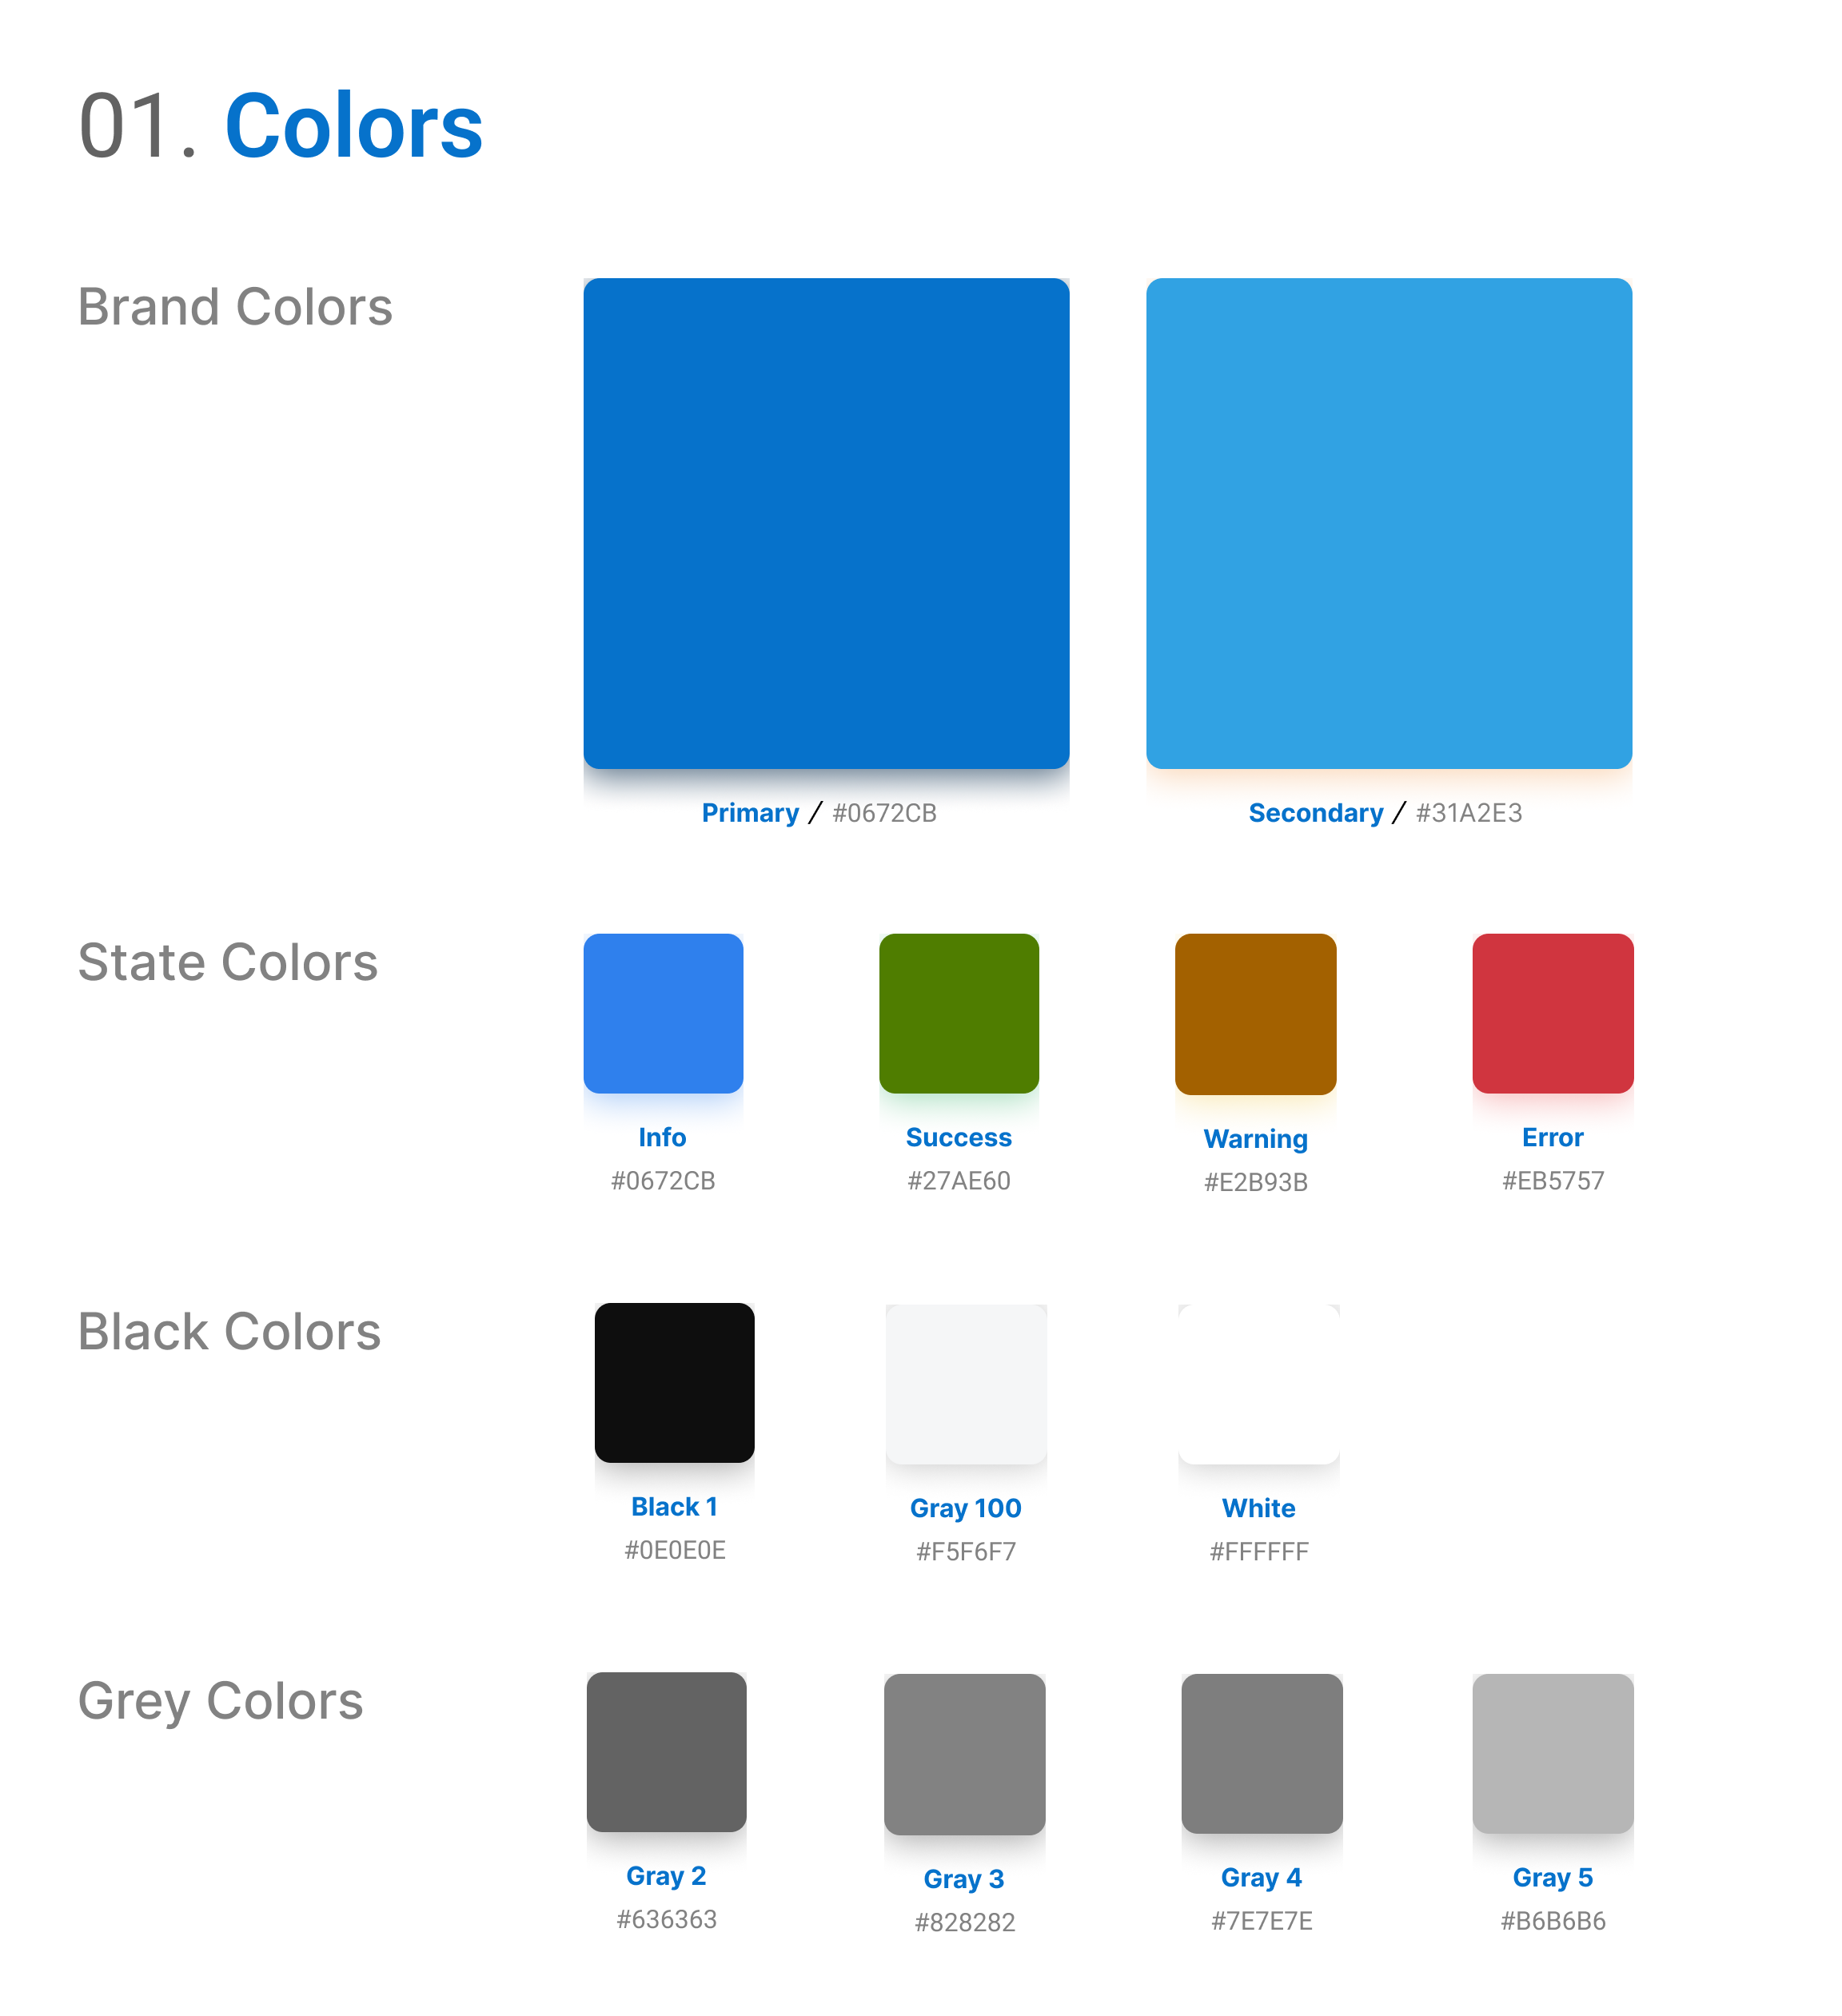 01. Colors
Brand Colors
Primary / #0672CB
Secondary / #31A2E3
State Colors
Info
#0672CB
Success
#27AE60
Warning
#E2B93B
Error
#EB5757
Black Colors
Black 1
#0E0E0E
Gray 100
#F5F6F7
White
#FFFFFF
Grey Colors
Gray 2
#636363
Gray 3
#828282
Gray 4
#7E7E7E
Gray 5
#B6B6B6